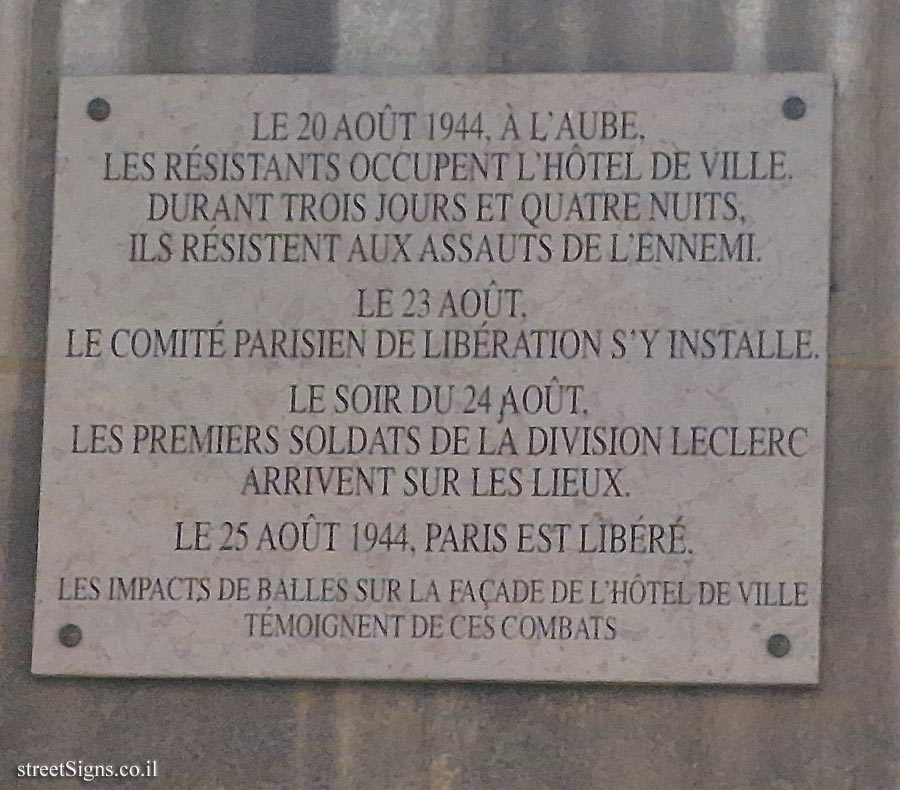 LE 20 AOÛT 1944, À L'AUBE,
LES RÉSISTANTS OCCUPENT L'HÔTEL DE VILLE.
DURANT TROIS JOURS ET QUATRE NUITS,
ILS RÉSISTENT AUX ASSAUTS DE L'ENNEMI.
LE 23 AOÛT,
LE COMITÉ PARISIEN DE LIBÉRATION S'Y INSTALLE.
LE SOIR DU 24 AOÛT,
LES PREMIERS SOLDATS DE LA DIVISION LECLERC
ARRIVENT SUR LES LIEUX.
LE 25 AOÛT 1944, PARIS EST LIBÉRÉ.
LES IMPACTS DE BALLES SUR LA FAÇADE DE L'HÔTEL DE VILLE
TÉMOIGNENT DE CES COMBATS
streetSigns.co.il